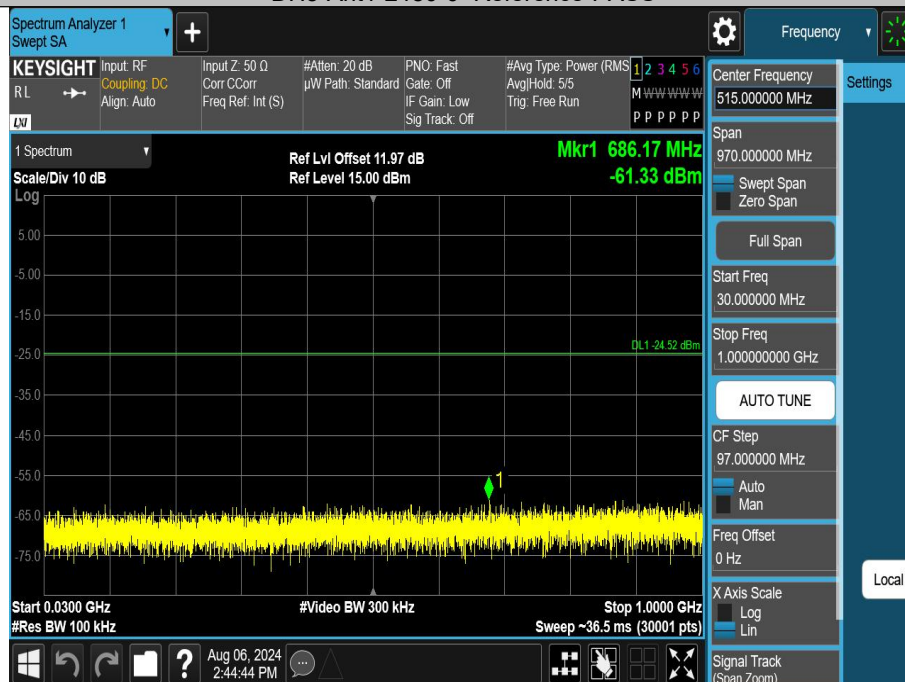 Spectrum Analyzer 1
Swept SA
Frequency
KEYSIGHT
RL
LXI
Input: RF
Coupling: DC
Align: Auto
Input Z: 50 Ω
Corr CCorr
Freq Ref: Int (S)
#Atten: 20 dB
µW Path: Standard
PNO: Fast
Gate: Off
IF Gain: Low
Sig Track: Off
#Avg Type: Power (RMS
Avg|Hold: 5/5
Trig: Free Run
1 2 3 4 5 6
M W W W W W
P P P P P P
Center Frequency
515.000000 MHz
Settings
Span
970.000000 MHz
Swept Span
Zero Span
Full Span
Start Freq
30.000000 MHz
Stop Freq
1.000000000 GHz
AUTO TUNE
CF Step
97.000000 MHz
Auto
Man
Freq Offset
0 Hz
X Axis Scale
Log
Lin
Signal Track
(Span Zoom)
Local
1 Spectrum
Scale/Div 10 dB
Log
Ref Lvl Offset 11.97 dB
Ref Level 15.00 dBm
Mkr1 686.17 MHz
-61.33 dBm
5.00
-5.00
-15.0
DL1 -24.52 dBm
-25.0
-35.0
-45.0
-55.0
1
-65.0
-75.0
Start 0.0300 GHz
#Video BW 300 kHz
Stop 1.0000 GHz
#Res BW 100 kHz
Sweep ~36.5 ms (30001 pts)
?
Aug 06, 2024
2:44:44 PM